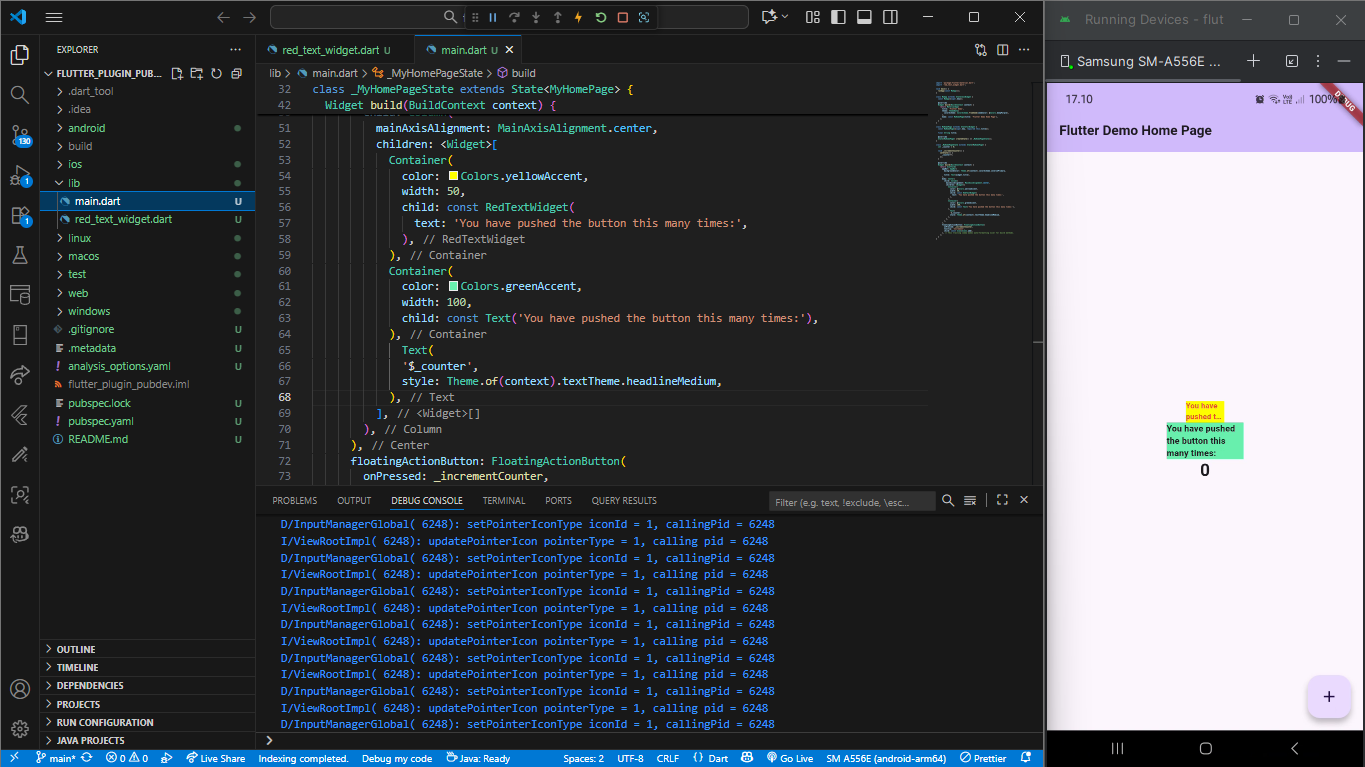 EXPLORER
FLUTTER_PLUGIN_PUB...
.dart_tool
.idea
android
build
ios
lib
main.dart U
red_text_widget.dart U
linux
macos
test
web
windows
.gitignore U
.metadata U
analysis_options.yaml U
flutter_plugin_pubdev.iml
pubspec.lock U
pubspec.yaml U
README.md U
OUTLINE
TIMELINE
DEPENDENCIES
PROJECTS
RUN CONFIGURATION
JAVA PROJECTS
130
1
1
red_text_widget.dart U
main.dart U
lib > main.dart > _MyHomePageState > build
32 class _MyHomePageState extends State<MyHomePage> {
42 Widget build(BuildContext context) {
51 mainAxisAlignment: MainAxisAlignment.center,
52 children: <Widget>[
53 Container(
54 color: Colors.yellowAccent,
55 width: 50,
56 child: const RedTextWidget(
57 text: 'You have pushed the button this many times:',
58 ), // RedTextWidget
59 ), // Container
60 Container(
61 color: Colors.greenAccent,
62 width: 100,
63 child: const Text('You have pushed the button this many times:'),
64 ), // Container
65 Text(
66 '$_counter',
67 style: Theme.of(context).textTheme.headlineMedium,
68 ), // Text
69 ], // <Widget>[]
70 ), // Column
71 ), // Center
72 floatingActionButton: FloatingActionButton(
73 onPressed: _incrementCounter,
PROBLEMS OUTPUT DEBUG CONSOLE TERMINAL PORTS QUERY RESULTS
Filter (e.g. text, !exclude, \esc...
D/InputManagerGlobal( 6248): setPointerIconType iconId = 1, callingPid = 6248
I/ViewRootImpl( 6248): updatePointerIcon pointerType = 1, calling pid = 6248
D/InputManagerGlobal( 6248): setPointerIconType iconId = 1, callingPid = 6248
I/ViewRootImpl( 6248): updatePointerIcon pointerType = 1, calling pid = 6248
D/InputManagerGlobal( 6248): setPointerIconType iconId = 1, callingPid = 6248
I/ViewRootImpl( 6248): updatePointerIcon pointerType = 1, calling pid = 6248
D/InputManagerGlobal( 6248): setPointerIconType iconId = 1, callingPid = 6248
I/ViewRootImpl( 6248): updatePointerIcon pointerType = 1, calling pid = 6248
D/InputManagerGlobal( 6248): setPointerIconType iconId = 1, callingPid = 6248
I/ViewRootImpl( 6248): updatePointerIcon pointerType = 1, calling pid = 6248
D/InputManagerGlobal( 6248): setPointerIconType iconId = 1, callingPid = 6248
I/ViewRootImpl( 6248): updatePointerIcon pointerType = 1, calling pid = 6248
D/InputManagerGlobal( 6248): setPointerIconType iconId = 1, callingPid = 6248
main* 0 0 Live Share Indexing completed. Debug my code Java: Ready Spaces: 2 UTF-8 CRLF {} Dart Go Live SM A556E (android-arm64) Prettier
Running Devices - flut
Samsung SM-A556E ...
17.10 100%
Flutter Demo Home Page
You have
pushed t...
You have pushed
the button this
many times:
0
+